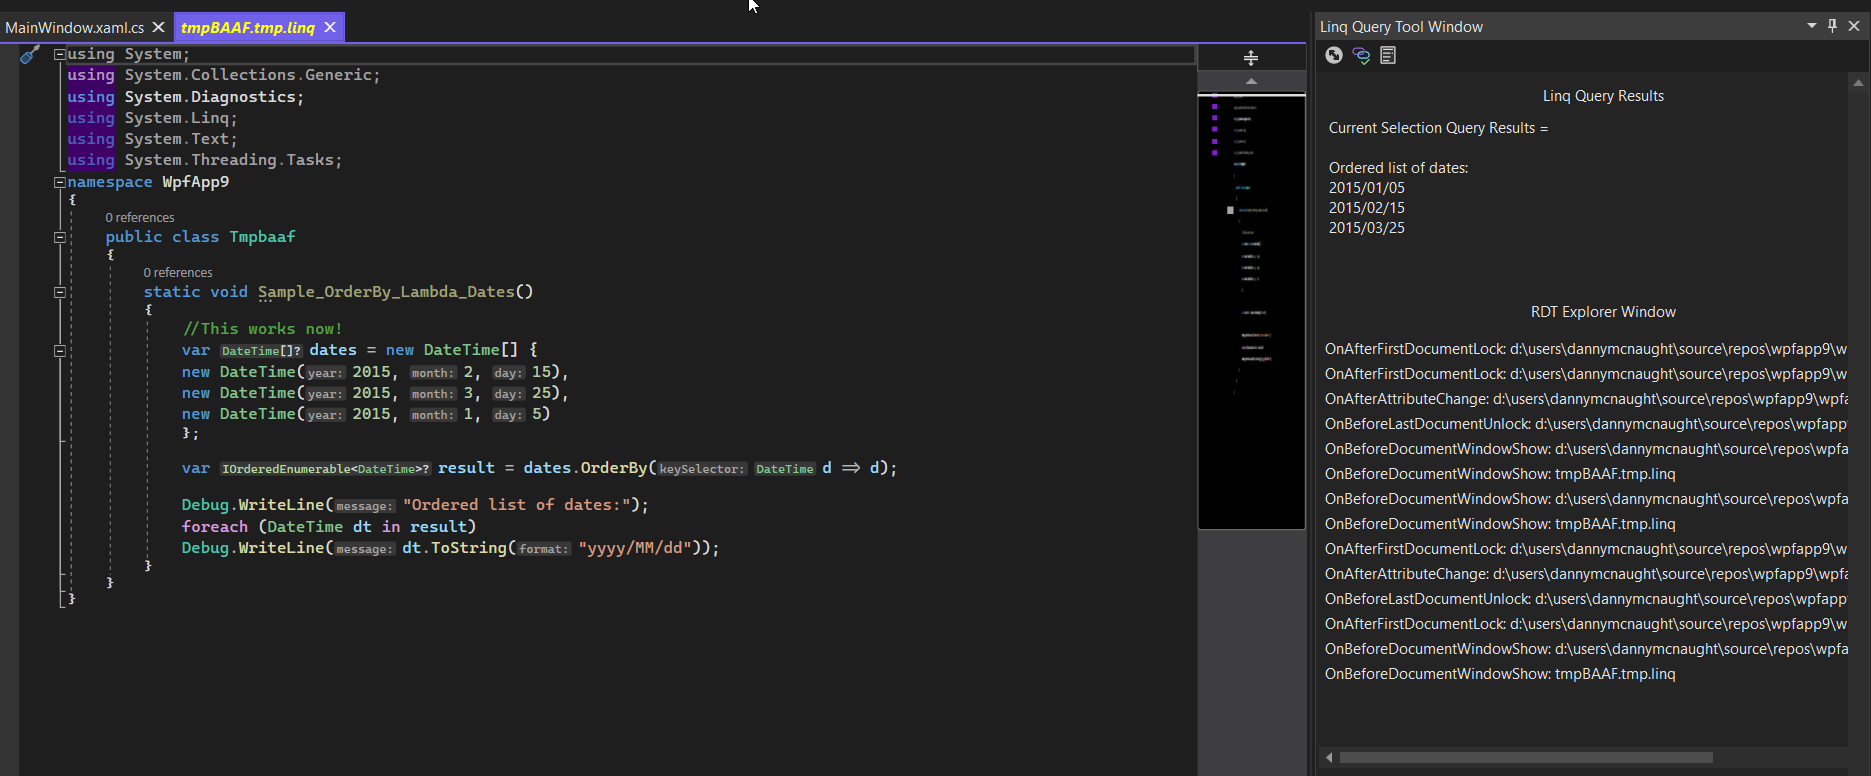 MainWindow.xaml.cs
tmpBAAF.tmp.linq
using System;
using System.Collections.Generic;
using System.Diagnostics;
using System.Linq;
using System.Text;
using System.Threading.Tasks;
namespace WpfApp9
{
0 references
public class Tmpbaaf
{
0 references
static void Sample_OrderBy_Lambda_Dates()
{
//This works now!
var DateTime[]? dates = new DateTime[] {
new DateTime(year: 2015, month: 2, day: 15),
new DateTime(year: 2015, month: 3, day: 25),
new DateTime(year: 2015, month: 1, day: 5)
};
var IOrderedEnumerable<DateTime>? result = dates.OrderBy(keySelector: DateTime d => d);
Debug.WriteLine(message: "Ordered list of dates:");
foreach (DateTime dt in result)
Debug.WriteLine(message: dt.ToString(format: "yyyy/MM/dd"));
}
}
}
Linq Query Tool Window
Linq Query Results
Current Selection Query Results =
Ordered list of dates:
2015/01/05
2015/02/15
2015/03/25
RDT Explorer Window
OnAfterFirstDocumentLock: d:\users\dannymcnaught\source\repos\wpfapp9\w
OnAfterFirstDocumentLock: d:\users\dannymcnaught\source\repos\wpfapp9\w
OnAfterAttributeChange: d:\users\dannymcnaught\source\repos\wpfapp9\wpfa
OnBeforeLastDocumentUnlock: d:\users\dannymcnaught\source\repos\wpfapp
OnBeforeDocumentWindowShow: d:\users\dannymcnaught\source\repos\wpfa
OnBeforeDocumentWindowShow: tmpBAAF.tmp.linq
OnBeforeDocumentWindowShow: d:\users\dannymcnaught\source\repos\wpfa
OnBeforeDocumentWindowShow: tmpBAAF.tmp.linq
OnAfterFirstDocumentLock: d:\users\dannymcnaught\source\repos\wpfapp9\w
OnAfterAttributeChange: d:\users\dannymcnaught\source\repos\wpfapp9\wpfa
OnBeforeLastDocumentUnlock: d:\users\dannymcnaught\source\repos\wpfapp
OnAfterFirstDocumentLock: d:\users\dannymcnaught\source\repos\wpfapp9\w
OnBeforeDocumentWindowShow: d:\users\dannymcnaught\source\repos\wpfa
OnBeforeDocumentWindowShow: tmpBAAF.tmp.linq